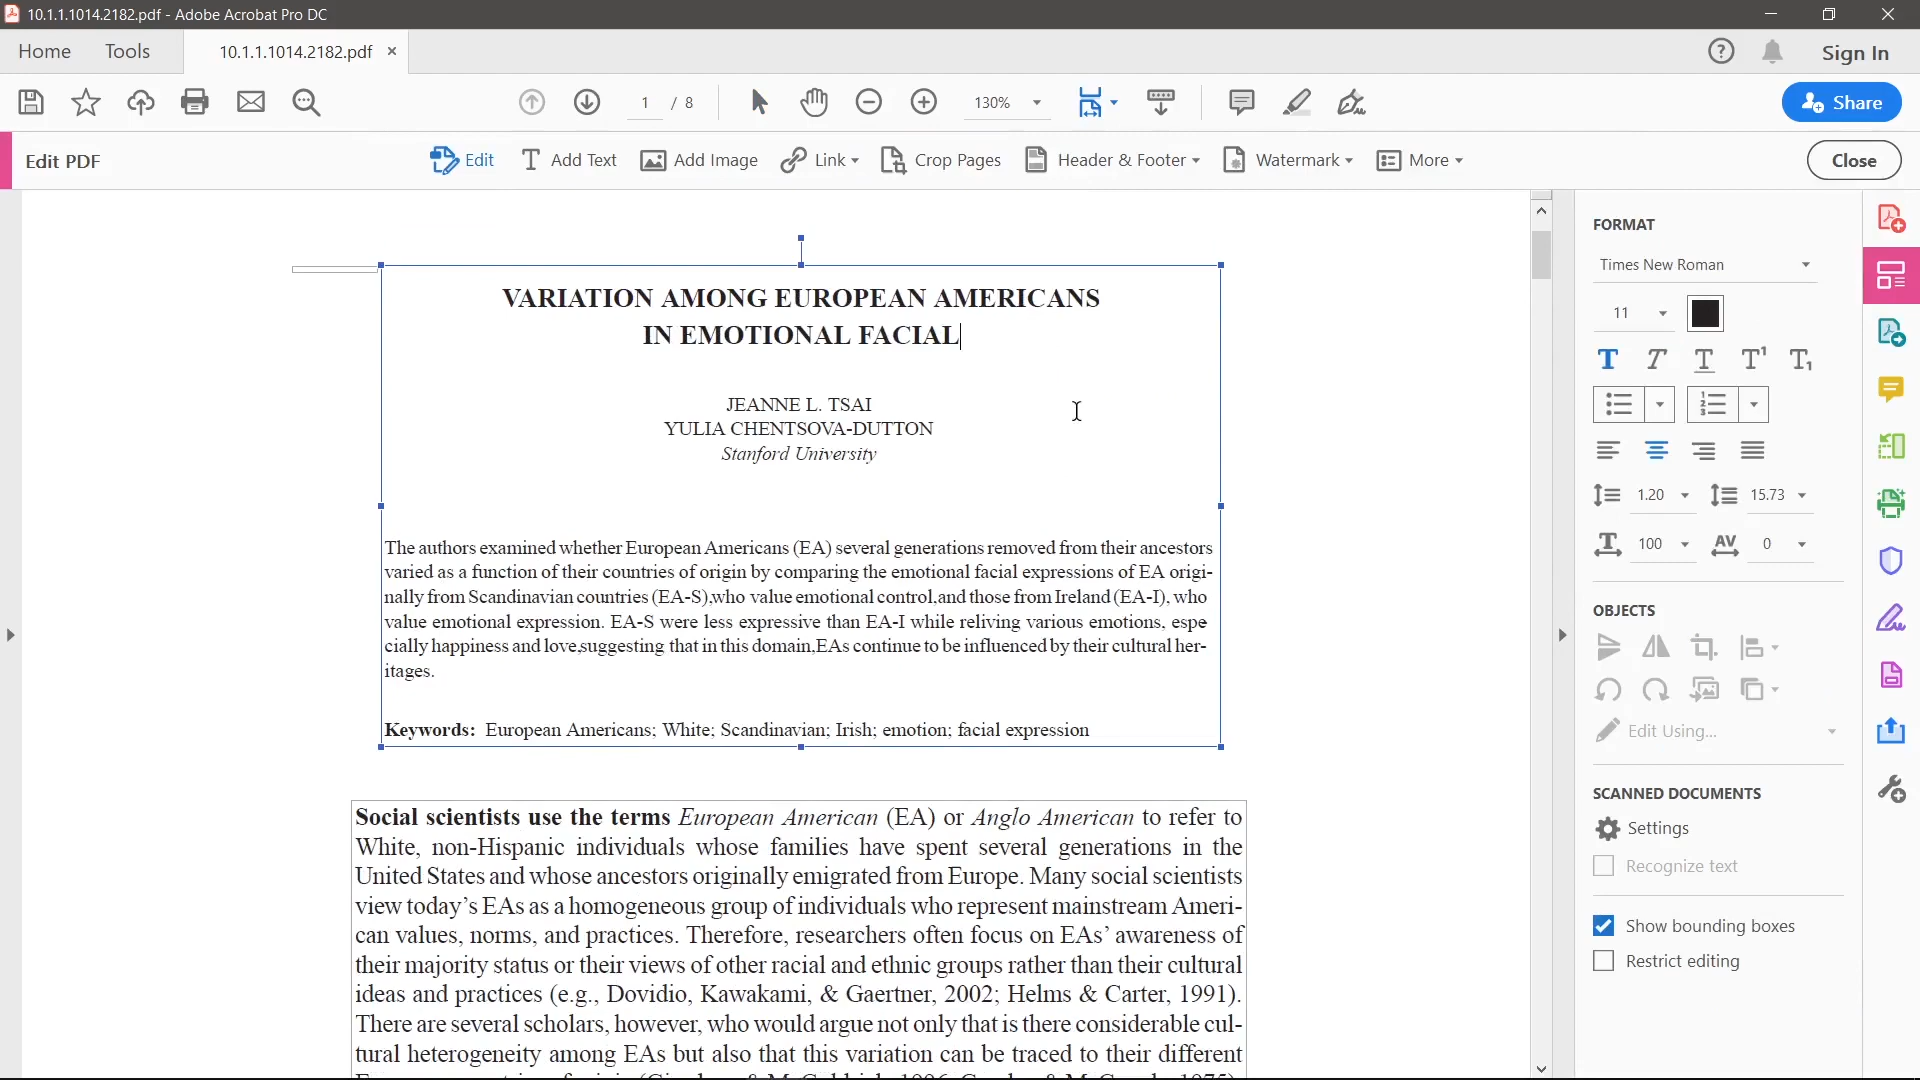 10.1.1.1014.2182.pdf - Adobe Acrobat Pro DC
Home
Tools
10.1.1.1014.2182.pdf
Sign In
1 / 8
130%
Share
Edit PDF
Edit
Add Text
Add Image
Link
Crop Pages
Header & Footer
Watermark
More
Close
VARIATION AMONG EUROPEAN AMERICANS
IN EMOTIONAL FACIAL
JEANNE L. TSAI
YULIA CHENTSOVA-DUTTON
Stanford University
The authors examined whether European Americans (EA) several generations removed from their ancestors
varied as a function of their countries of origin by comparing the emotional facial expressions of EA origi-
nally from Scandinavian countries (EA-S),who value emotional control,and those from Ireland (EA-I), who
value emotional expression. EA-S were less expressive than EA-I while reliving various emotions, espe
cially happiness and love,suggesting that in this domain,EAs continue to be influenced by their cultural her-
itages.
Keywords: European Americans; White; Scandinavian; Irish; emotion; facial expression
Social scientists use the terms European American (EA) or Anglo American to refer to
White, non-Hispanic individuals whose families have spent several generations in the
United States and whose ancestors originally emigrated from Europe. Many social scientists
view today's EAs as a homogeneous group of individuals who represent mainstream Ameri-
can values, norms, and practices. Therefore, researchers often focus on EAs' awareness of
their majority status or their views of other racial and ethnic groups rather than their cultural
ideas and practices (e.g., Dovidio, Kawakami, & Gaertner, 2002; Helms & Carter, 1991).
There are several scholars, however, who would argue not only that is there considerable cul-
tural heterogeneity among EAs but also that this variation can be traced to their different
FORMAT
Times New Roman
11
1.20
15.73
100
AV
0
OBJECTS
Edit Using...
SCANNED DOCUMENTS
Settings
Recognize text
Show bounding boxes
Restrict editing